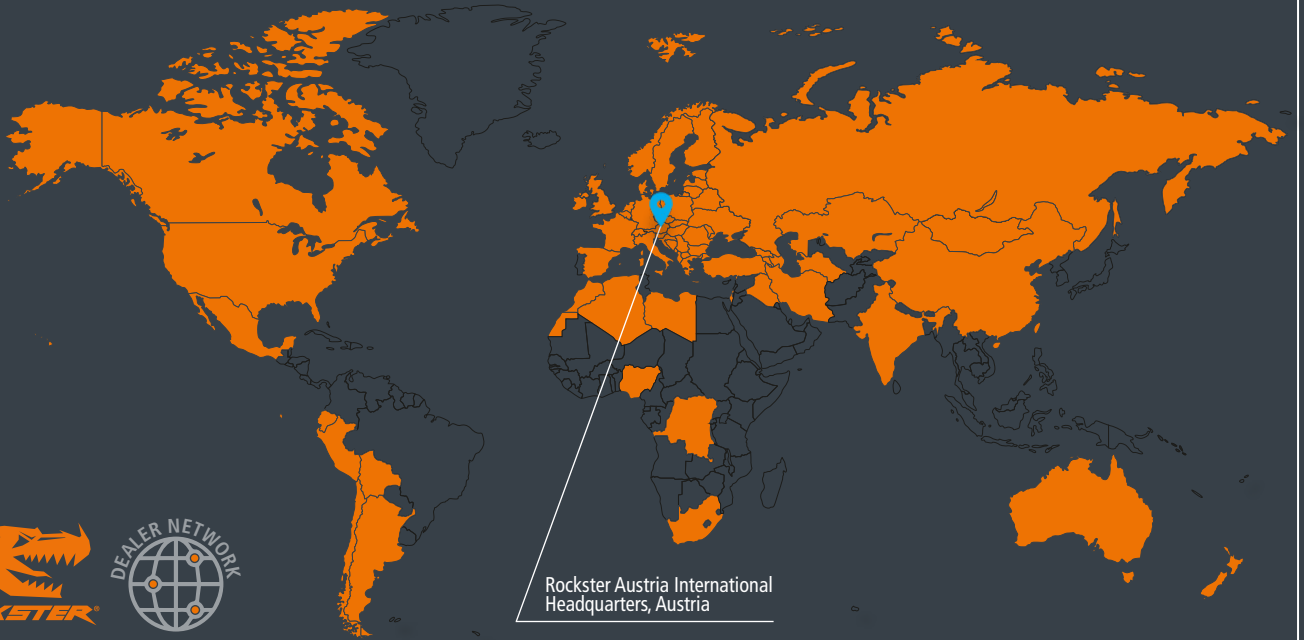 DEALER NETWORK
KSTER®
Rockster Austria International
Headquarters, Austria